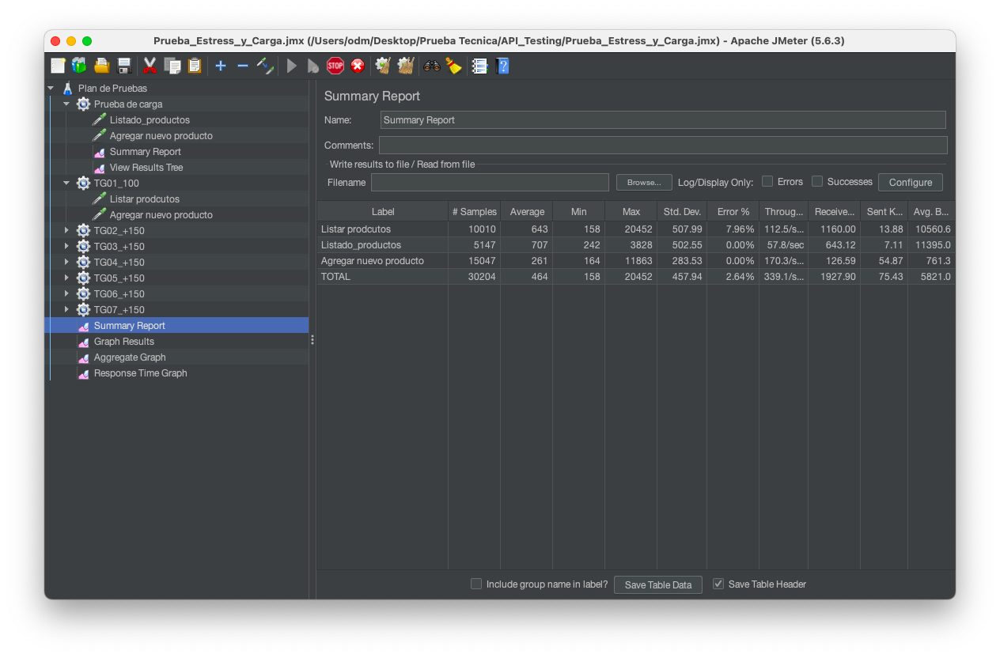 Prueba_Estress_y_Carga.jmx (/Users/odm/Desktop/Prueba Tecnica/API_Testing/Prueba_Estress_y_Carga.jmx) - Apache JMeter (5.6.3)
STOP
?
Plan de Pruebas
Prueba de carga
Listado_productos
Agregar nuevo producto
Summary Report
View Results Tree
TG01_100
Listar prodcutos
Agregar nuevo producto
TG02_+150
TG03_+150
TG04_+150
TG05_+150
TG06_+150
TG07_+150
Summary Report
Graph Results
Aggregate Graph
Response Time Graph
Summary Report
Name: Summary Report
Comments:
Write results to file / Read from file
Filename Browse... Log/Display Only: Errors Successes Configure
Label # Samples Average Min Max Std. Dev. Error % Throug... Receive... Sent K... Avg. B...
Listar prodcutos 10010 643 158 20452 507.99 7.96% 112.5/s... 1160.00 13.88 10560.6
Listado_productos 5147 707 242 3828 502.55 0.00% 57.8/sec 643.12 7.11 11395.0
Agregar nuevo producto 15047 261 164 11863 283.53 0.00% 170.3/s... 126.59 54.87 761.3
TOTAL 30204 464 158 20452 457.94 2.64% 339.1/s... 1927.90 75.43 5821.0
Include group name in label? Save Table Data Save Table Header